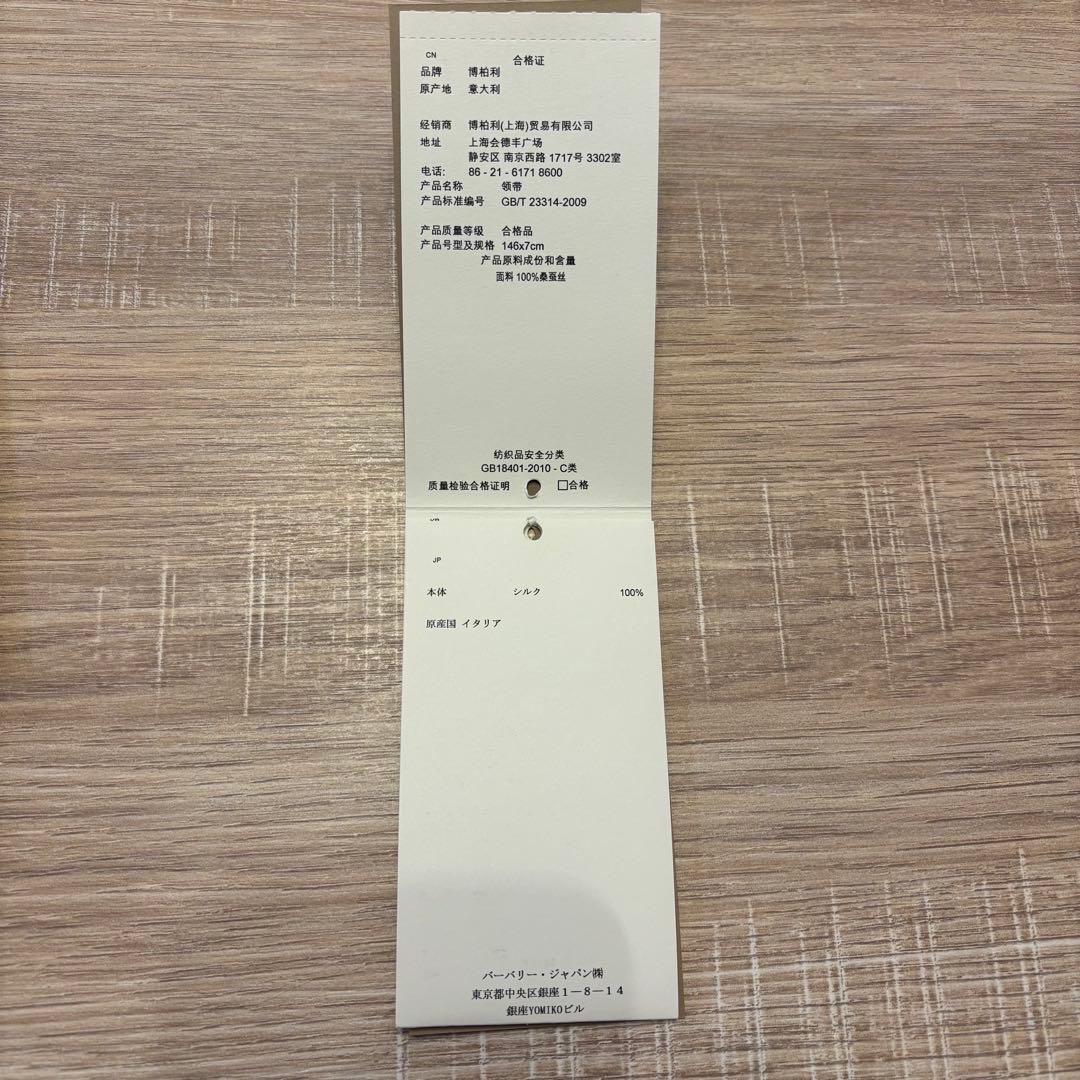 CN
合格证
品牌 博柏利
原产地 意大利
经销商 博柏利(上海)贸易有限公司
地址 上海会德丰广场
静安区 南京西路 1717号 3302室
电话: 86 - 21 - 6171 8600
产品名称 领带
产品标准编号 GB/T 23314-2009
产品质量等级 合格品
产品号型及规格 146x7cm
产品原料成份和含量
面料 100%桑蚕丝
纺织品安全分类
GB18401-2010 - C类
质量检验合格证明 □合格
JP
本体 シルク 100%
原産国 イタリア
バーバリー・ジャパン㈱
東京都中央区銀座1－8－14
銀座YOMIKOビル